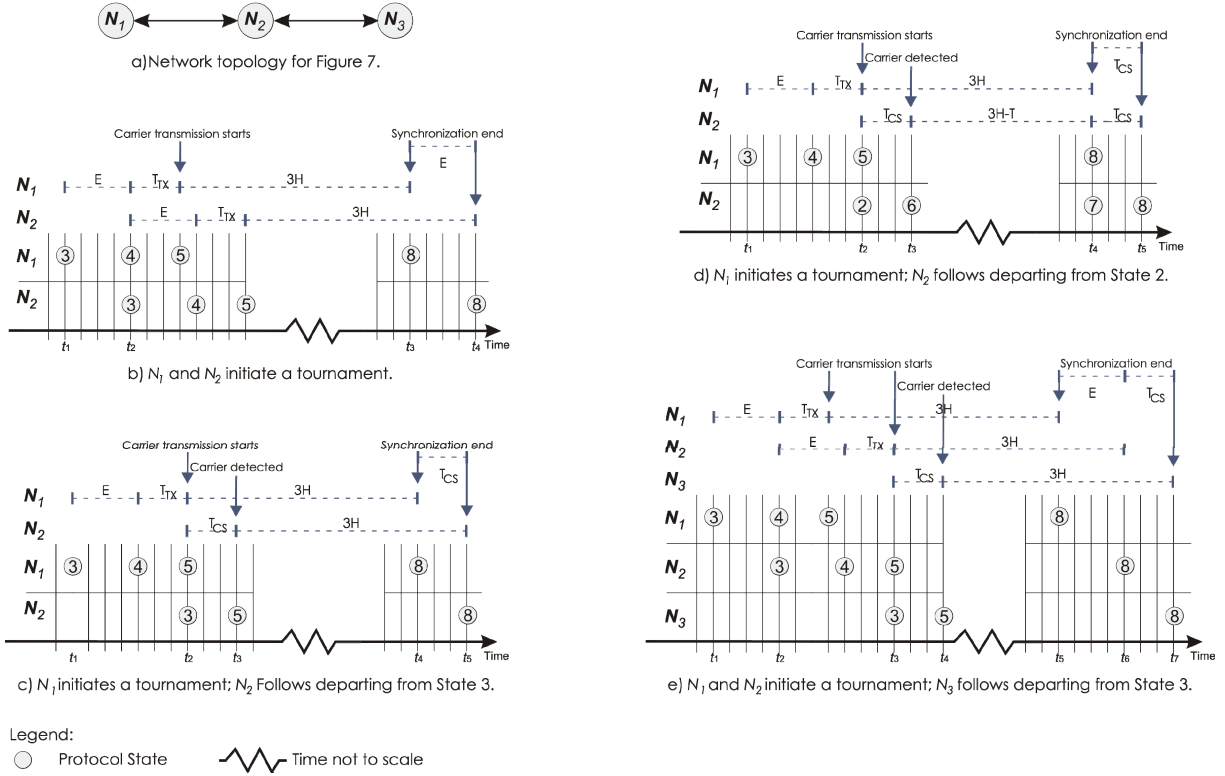 N1 N2 N3
a)Network topology for Figure 7.
Carrier transmission starts
Synchronization end
E
N1 E TTX 3H
N2 E TTX 3H
N1 3 4 5 8
N2 3 4 5 8
t1 t2 t3 t4 Time
b) N1 and N2 initiate a tournament.
Carrier transmission starts
Synchronization end
Carrier detected
TCS
N1 E TTX 3H
N2 TCS 3H
N1 3 4 5 8
N2 3 5 8
t1 t2 t3 t4 t5 Time
c) N1 initiates a tournament; N2 Follows departing from State 3.
Legend:
Protocol State
Time not to scale
Carrier transmission starts
Synchronization end
Carrier detected
TCS
N1 E TTX 3H
N2 TCS 3H-T TCS
N1 3 4 5 8
N2 2 6 7 8
t1 t2 t3 t4 t5 Time
d) N1 initiates a tournament; N2 follows departing from State 2.
Carrier transmission starts
Synchronization end
Carrier detected
E TCS
N1 E TTX 3H
N2 E TTX 3H
N3 TCS 3H
N1 3 4 5 8
N2 3 4 5 8
N3 3 5 8
t1 t2 t3 t4 t5 t6 t7 Time
e) N1 and N2 initiate a tournament; N3 follows departing from State 3.